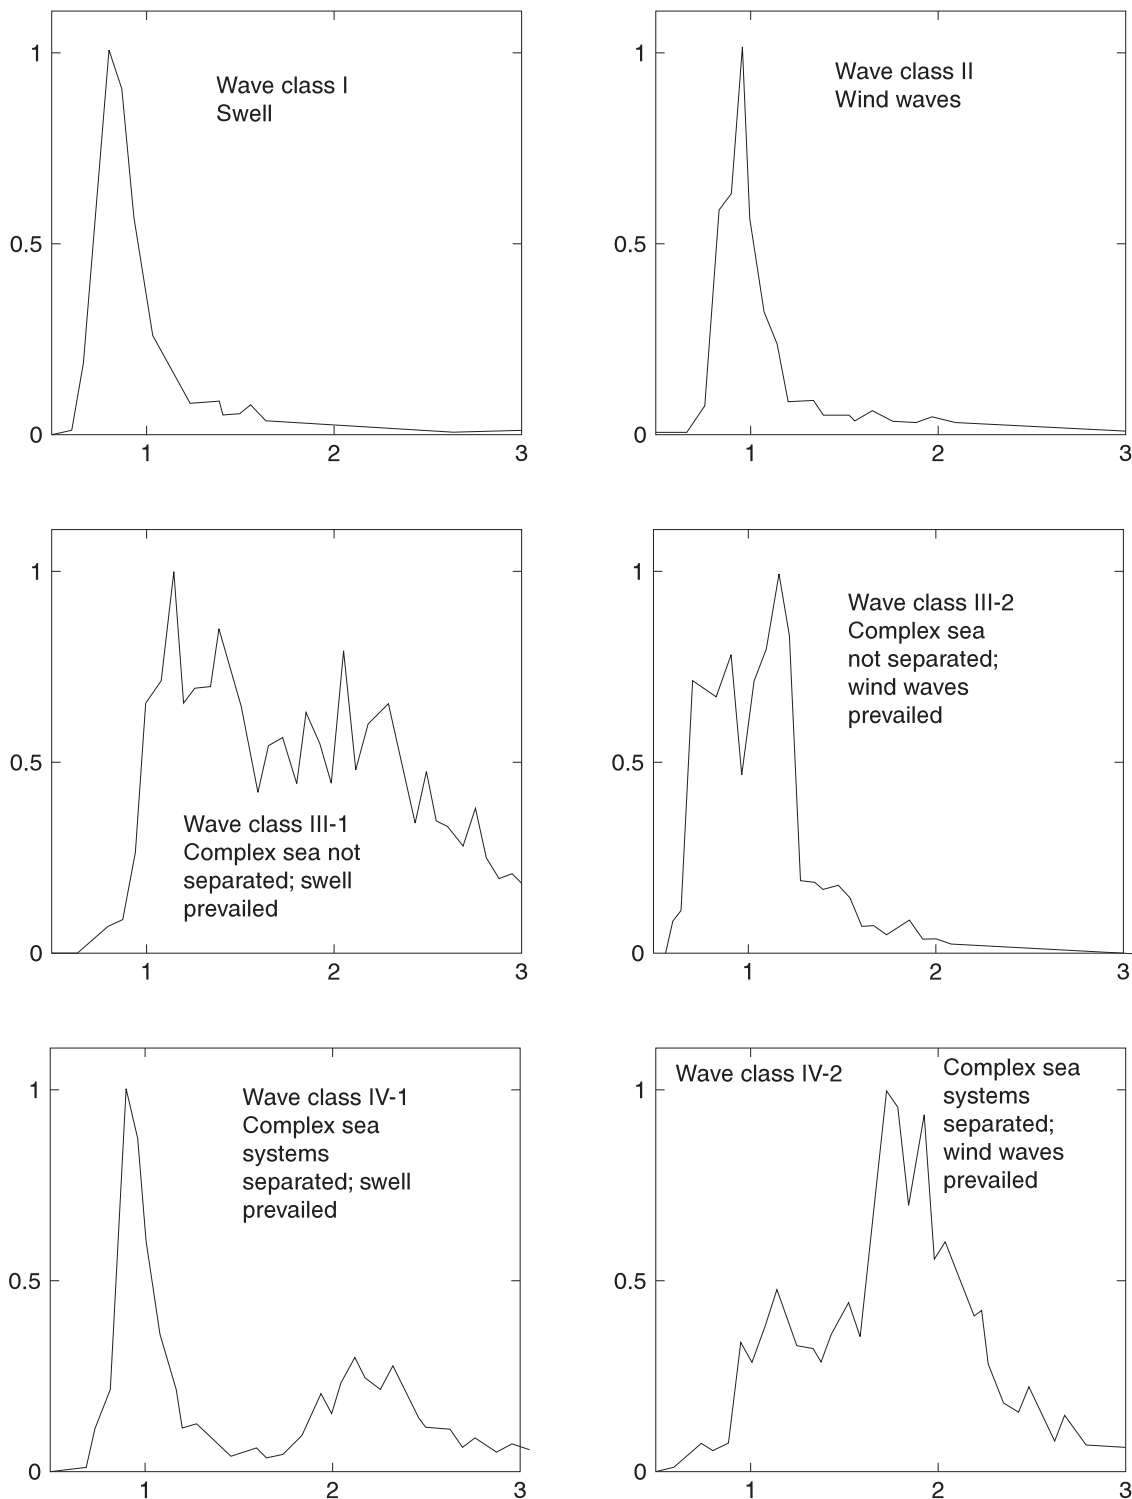 1
0.5
0
1
2
3
Wave class I
Swell
1
0.5
0
1
2
3
Wave class II
Wind waves
1
0.5
0
1
2
3
Wave class III-1
Complex sea not
separated; swell
prevailed
1
0.5
0
1
2
3
Wave class III-2
Complex sea
not separated;
wind waves
prevailed
1
0.5
0
1
2
3
Wave class IV-1
Complex sea
systems
separated; swell
prevailed
1
0.5
0
1
2
3
Wave class IV-2
Complex sea
systems
separated;
wind waves
prevailed